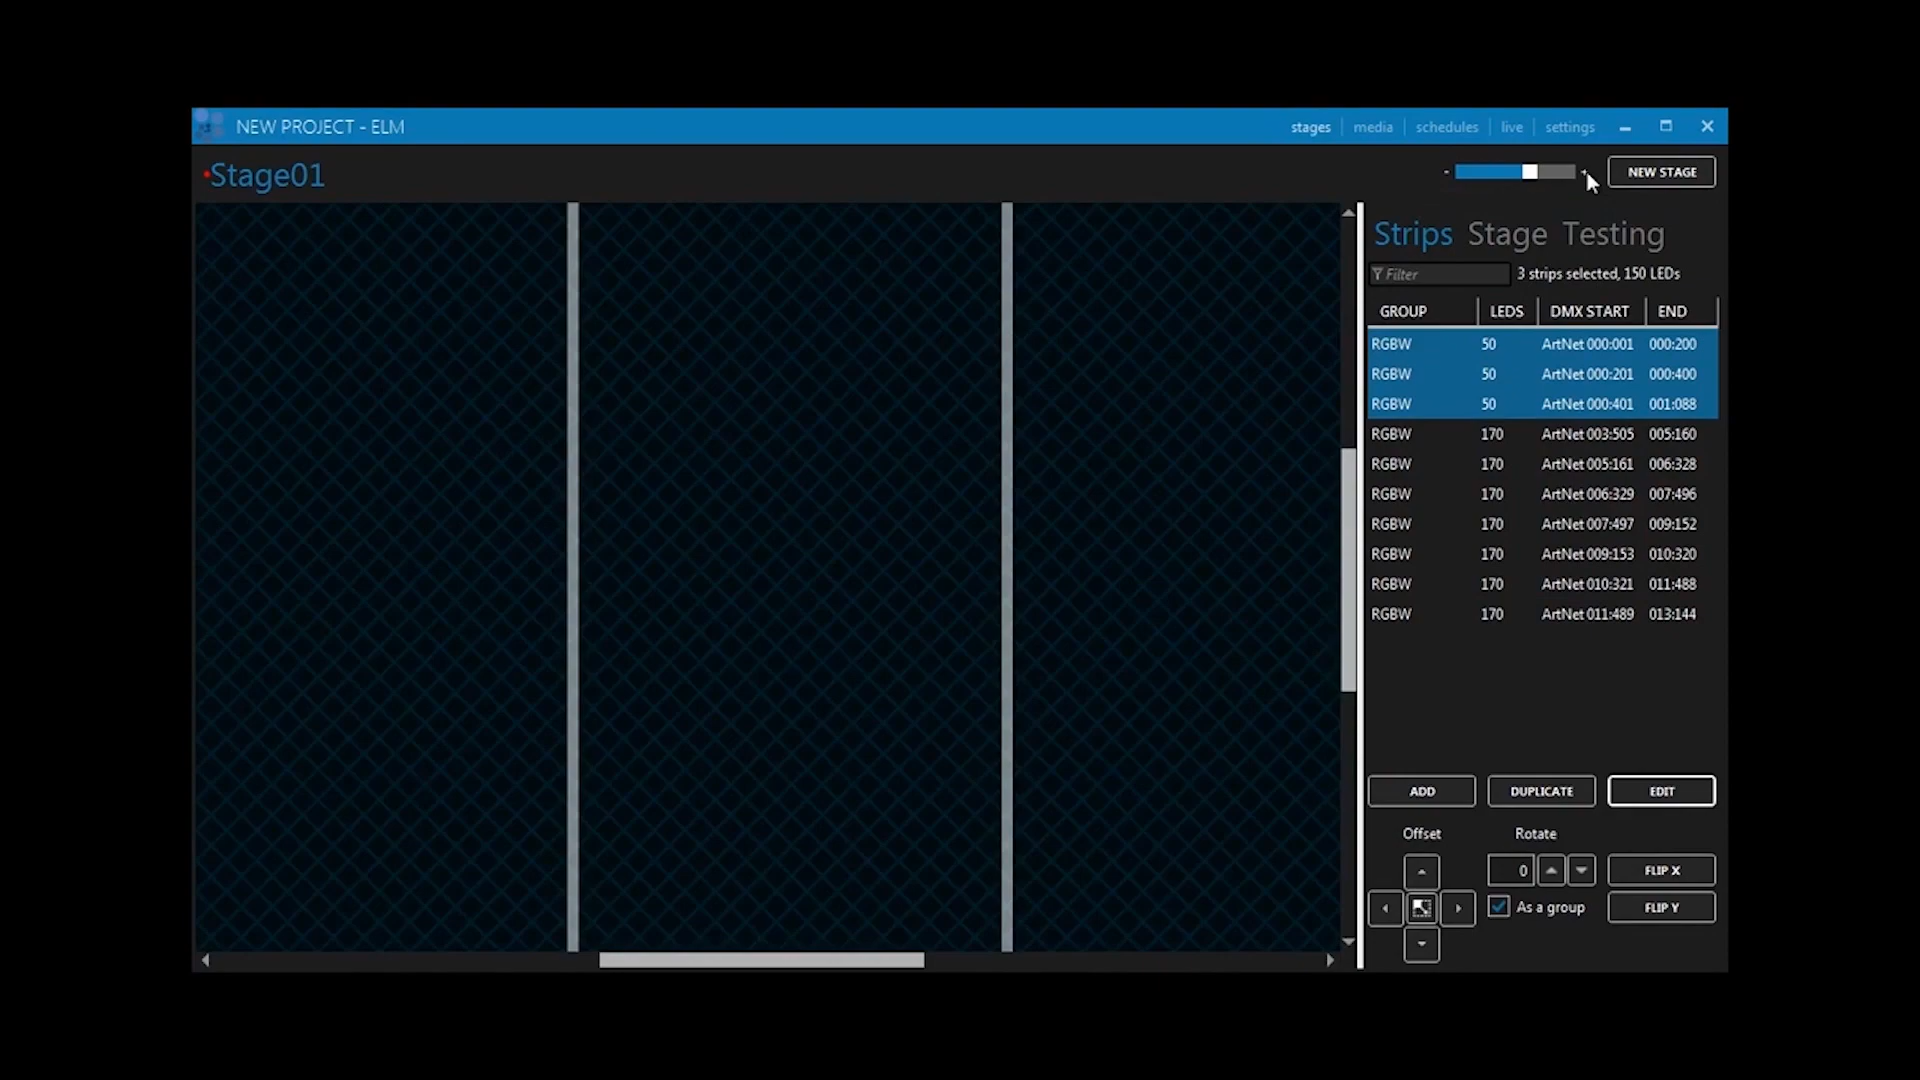 NEW PROJECT - ELM
stages media schedules live settings
Stage01
- + NEW STAGE
Strips Stage Testing
Filter 3 strips selected, 150 LEDs
GROUP LEDS DMX START END
RGBW 50 ArtNet 000:001 000:200
RGBW 50 ArtNet 000:201 000:400
RGBW 50 ArtNet 000:401 001:088
RGBW 170 ArtNet 003:505 005:160
RGBW 170 ArtNet 005:161 006:328
RGBW 170 ArtNet 006:329 007:496
RGBW 170 ArtNet 007:497 009:152
RGBW 170 ArtNet 009:153 010:320
RGBW 170 ArtNet 010:321 011:488
RGBW 170 ArtNet 011:489 013:144
ADD DUPLICATE EDIT
Offset Rotate
0 FLIP X
As a group FLIP Y